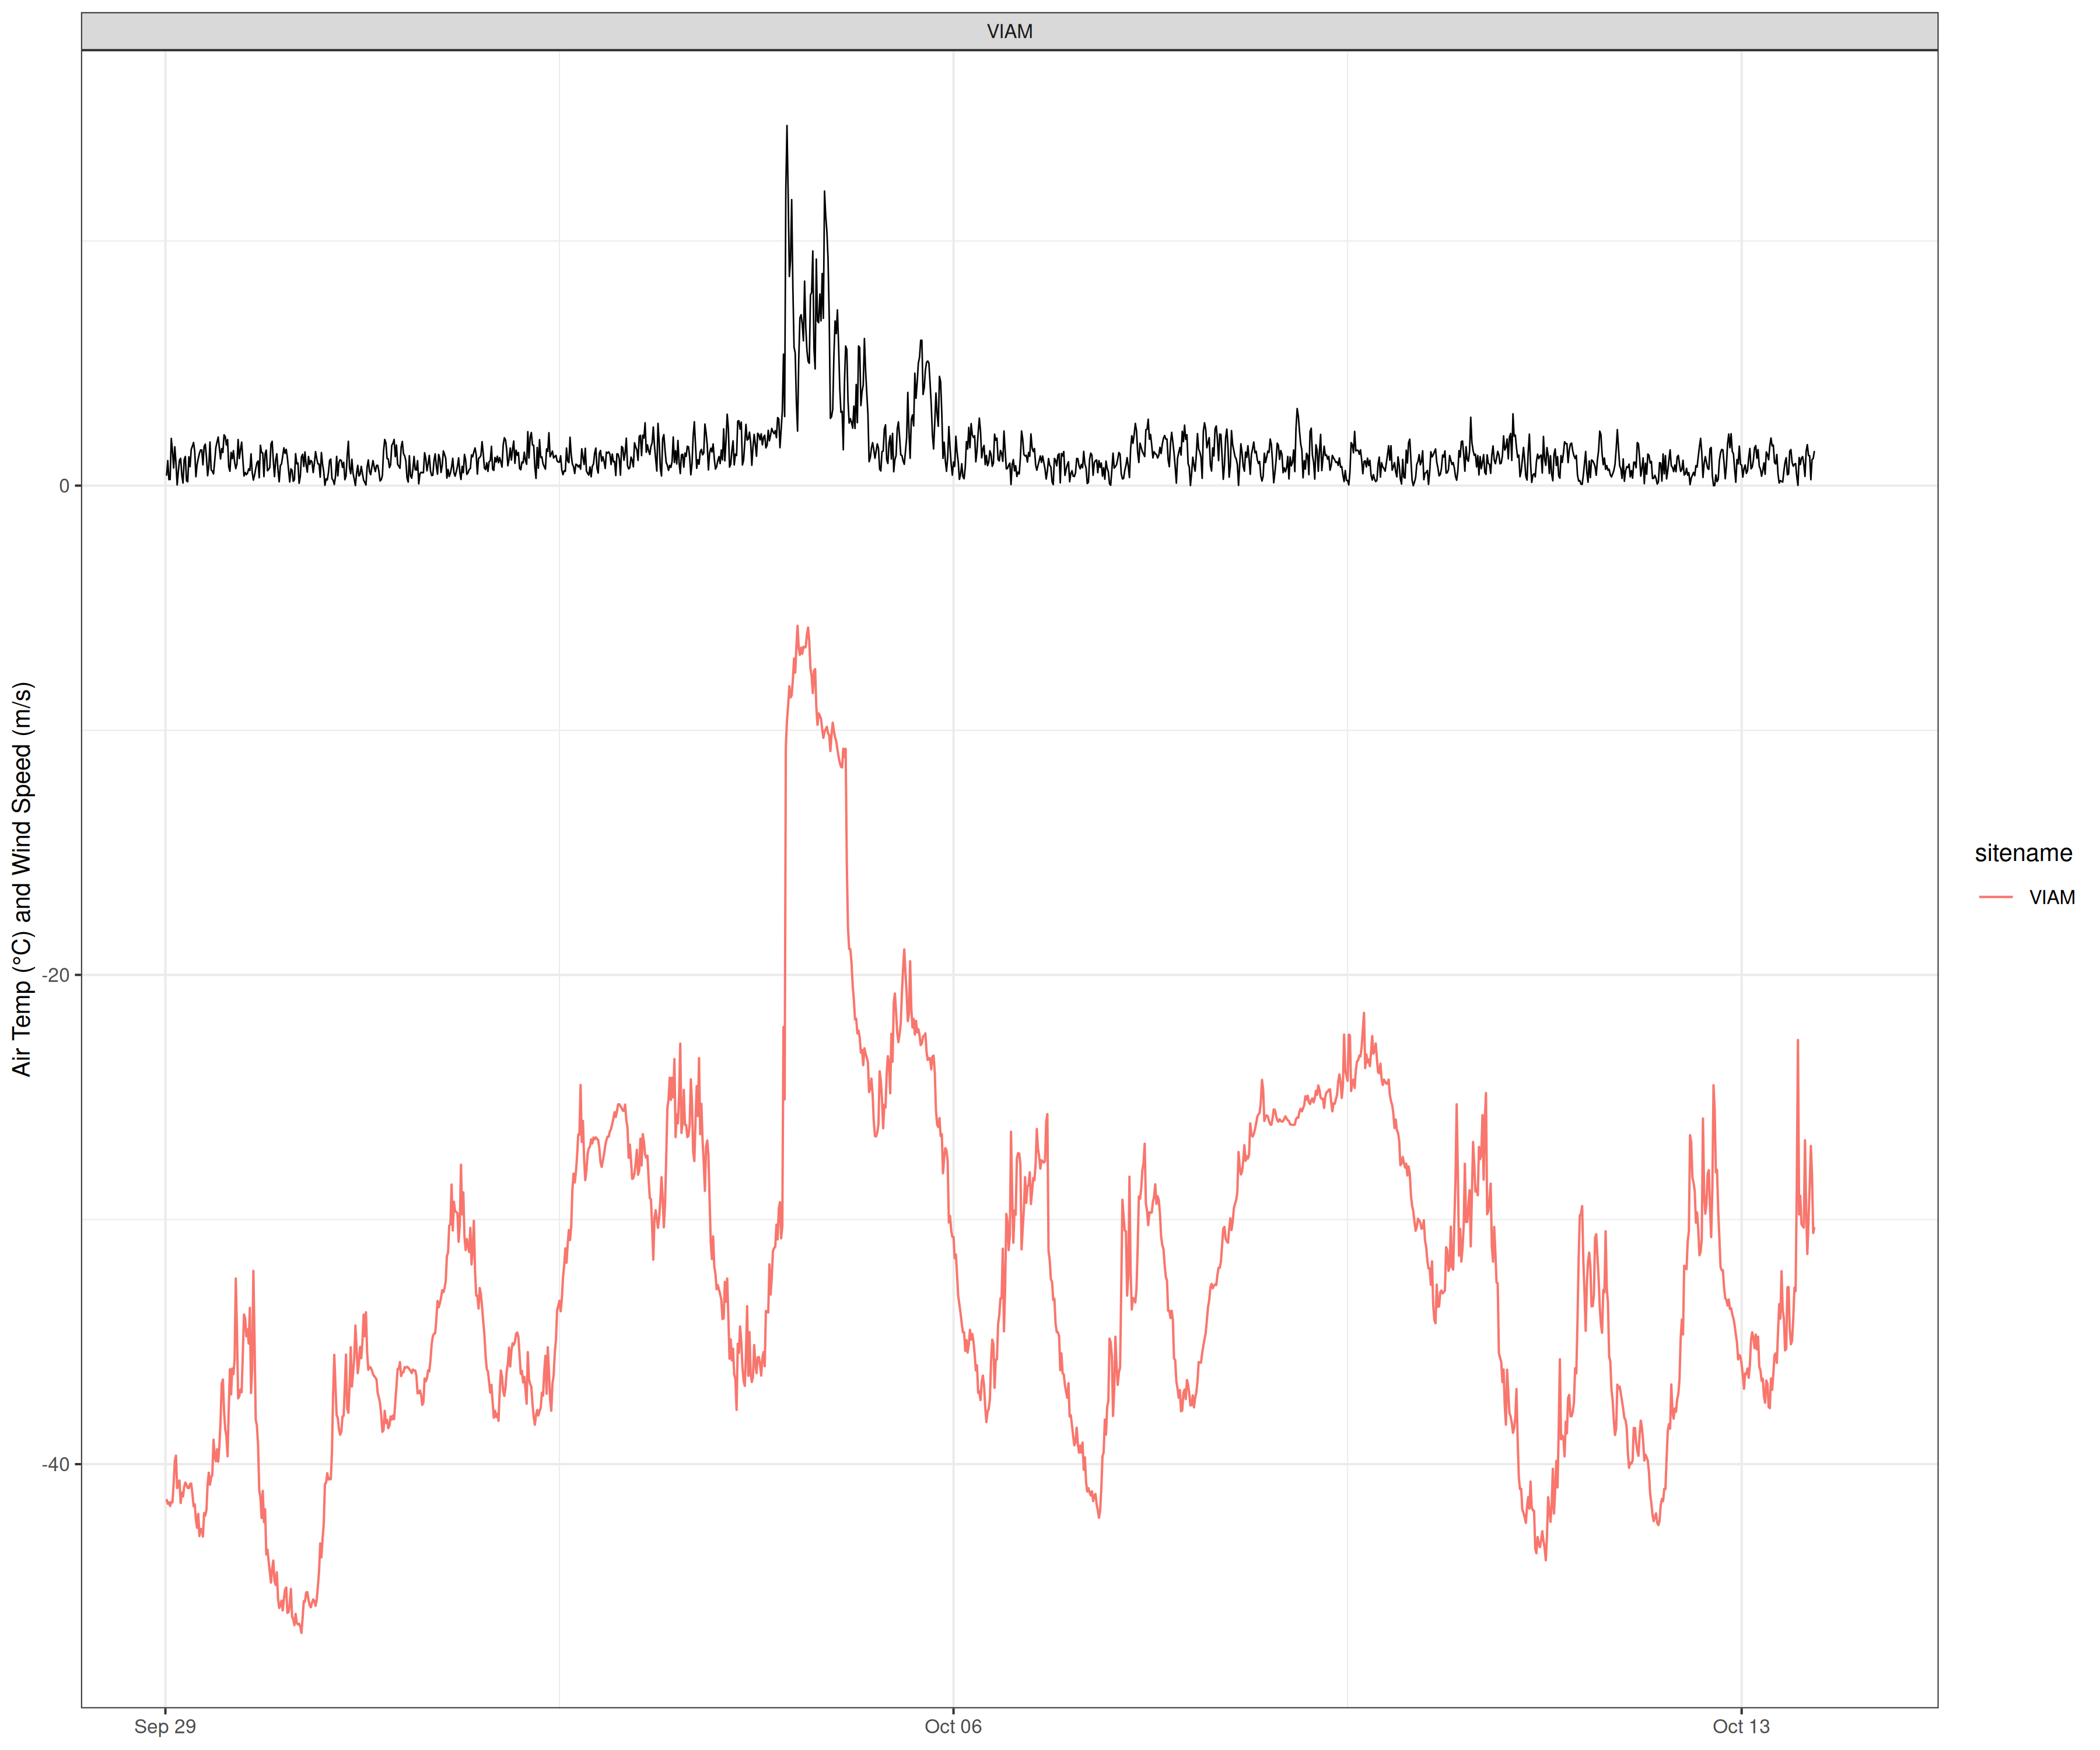 VIAM
Air Temp (°C) and Wind Speed (m/s)
0
-20
-40
Sep 29
Oct 06
Oct 13
sitename
VIAM